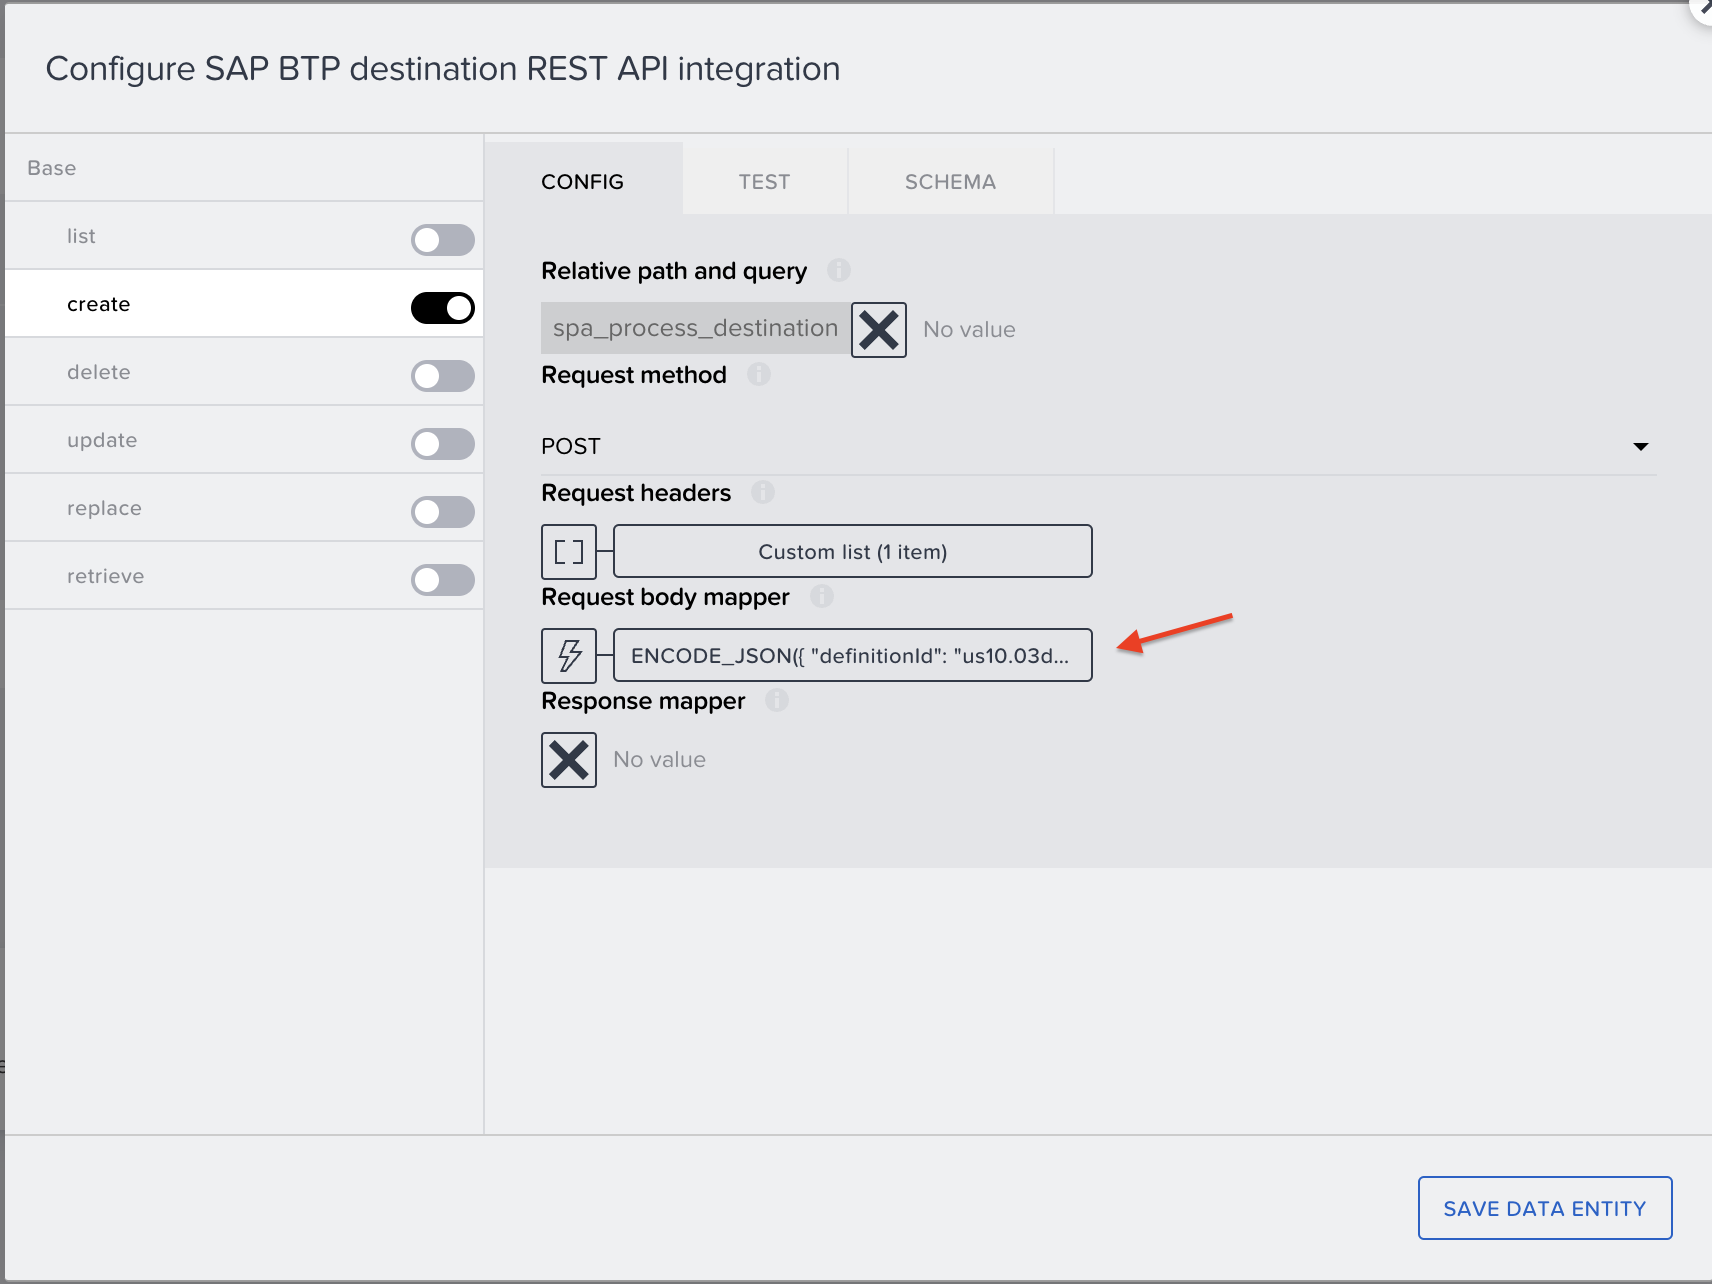 Configure SAP BTP destination REST API integration
Base
list
create
delete
update
replace
retrieve
CONFIG
TEST
SCHEMA
Relative path and query
spa_process_destination
No value
Request method
POST
Request headers
[ ]
Custom list (1 item)
Request body mapper
ENCODE_JSON({ "definitionId": "us10.03d...
Response mapper
No value
SAVE DATA ENTITY